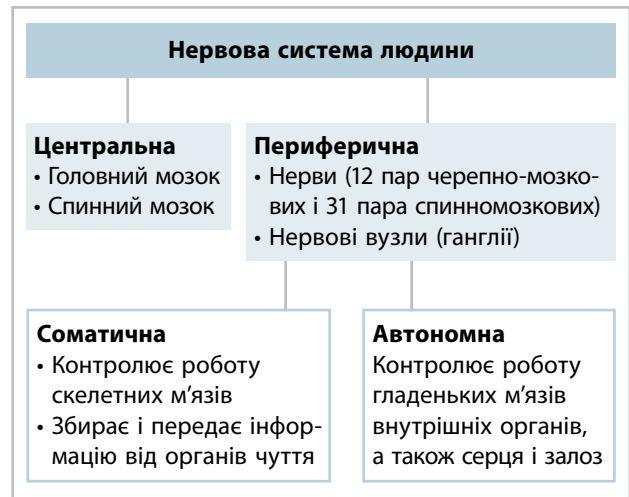 Нервова система людини
Центральна
• Головний мозок
• Спинний мозок
Периферична
• Нерви (12 пар черепно-мозко-
вих і 31 пара спинномозкових)
• Нервові вузли (ганглії)
Соматична
• Контролює роботу
скелетних м’язів
• Збирає і передає інфор-
мацію від органів чуття
Автономна
Контролює роботу
гладеньких м’язів
внутрішніх органів,
а також серця і залоз